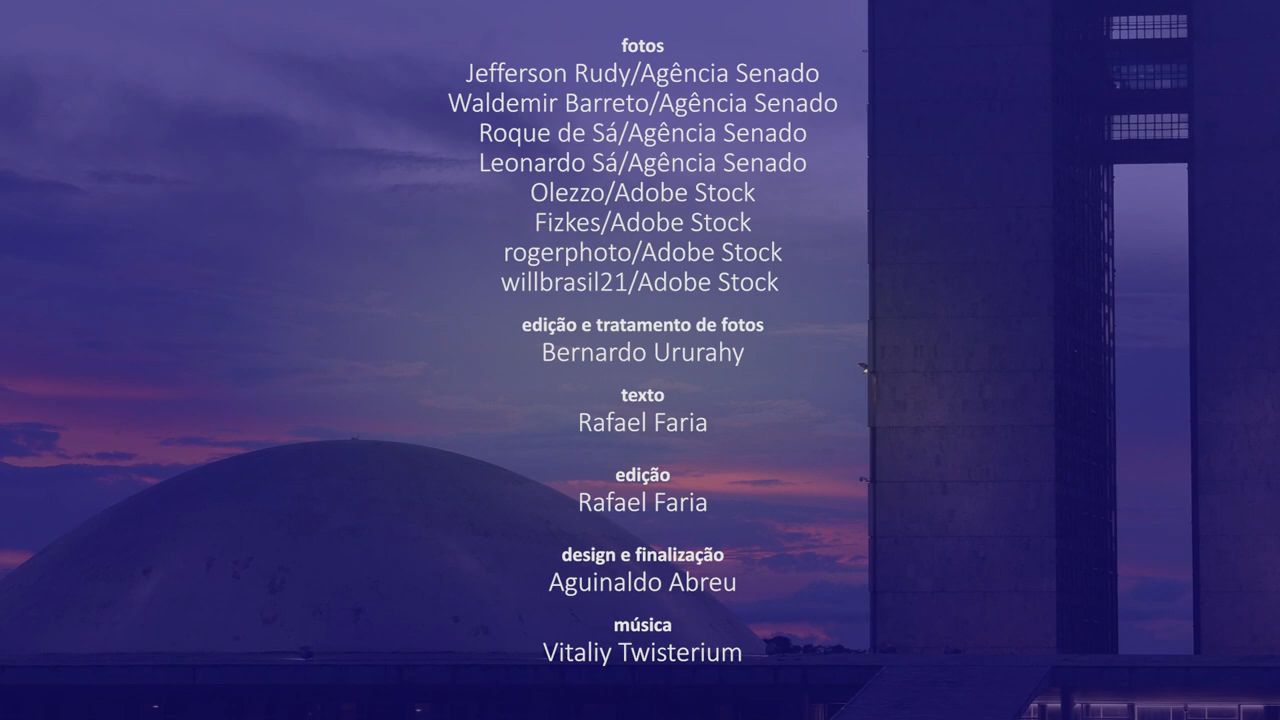 fotos
Jefferson Rudy/Agência Senado
Waldemir Barreto/Agência Senado
Roque de Sá/Agência Senado
Leonardo Sá/Agência Senado
Olezzo/Adobe Stock
Fizkes/Adobe Stock
rogerphoto/Adobe Stock
willbrasil21/Adobe Stock
edição e tratamento de fotos
Bernardo Ururahy
texto
Rafael Faria
edição
Rafael Faria
design e finalização
Aguinaldo Abreu
música
Vitaliy Twisterium